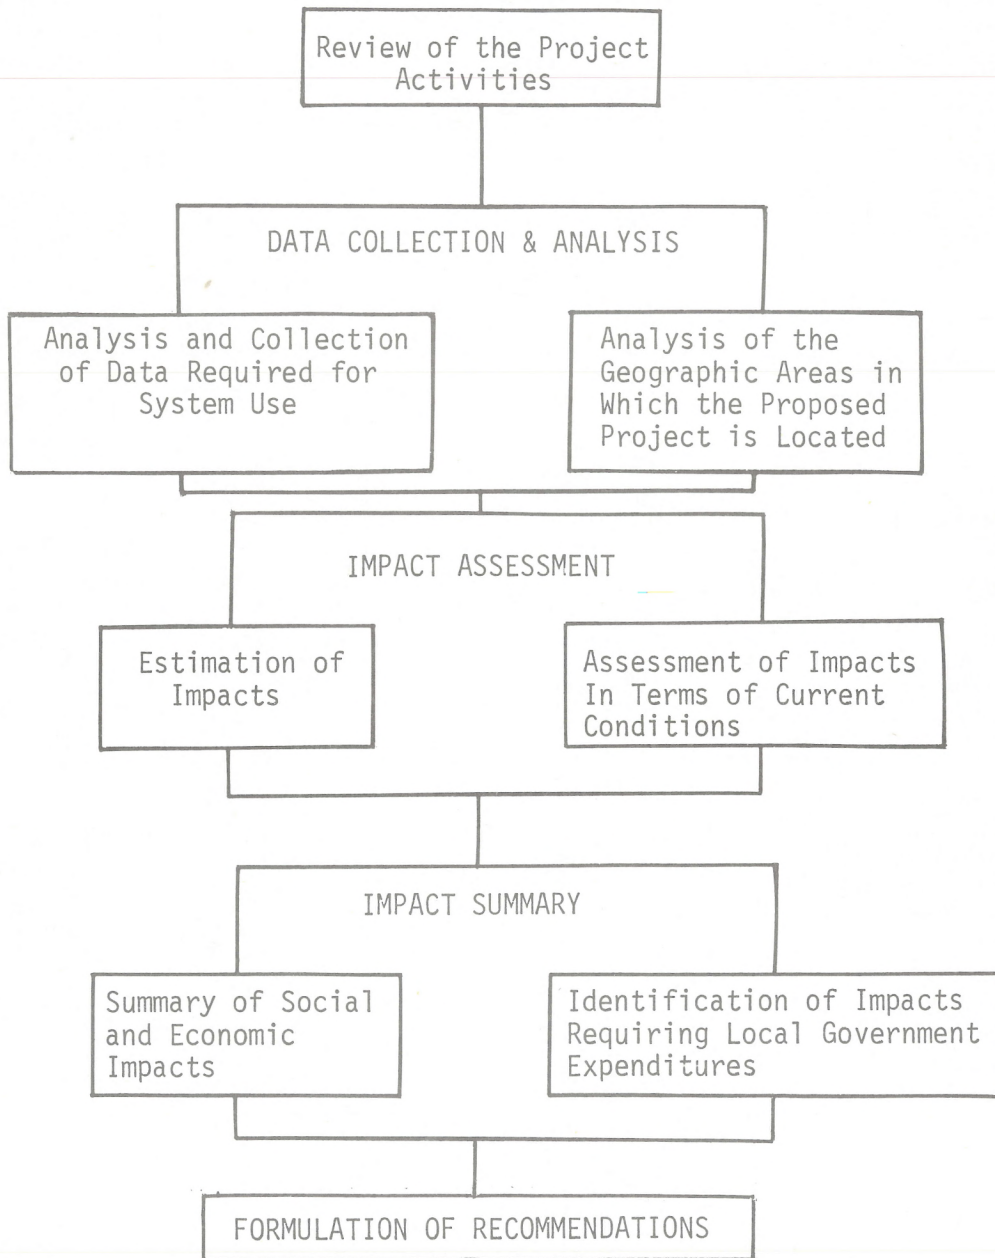 Review of the Project
Activities
DATA COLLECTION & ANALYSIS
Analysis and Collection
of Data Required for
System Use
Analysis of the
Geographic Areas in
Which the Proposed
Project is Located
IMPACT ASSESSMENT
Estimation of
Impacts
Assessment of Impacts
In Terms of Current
Conditions
IMPACT SUMMARY
Summary of Social
and Economic
Impacts
Identification of Impacts
Requiring Local Government
Expenditures
FORMULATION OF RECOMMENDATIONS